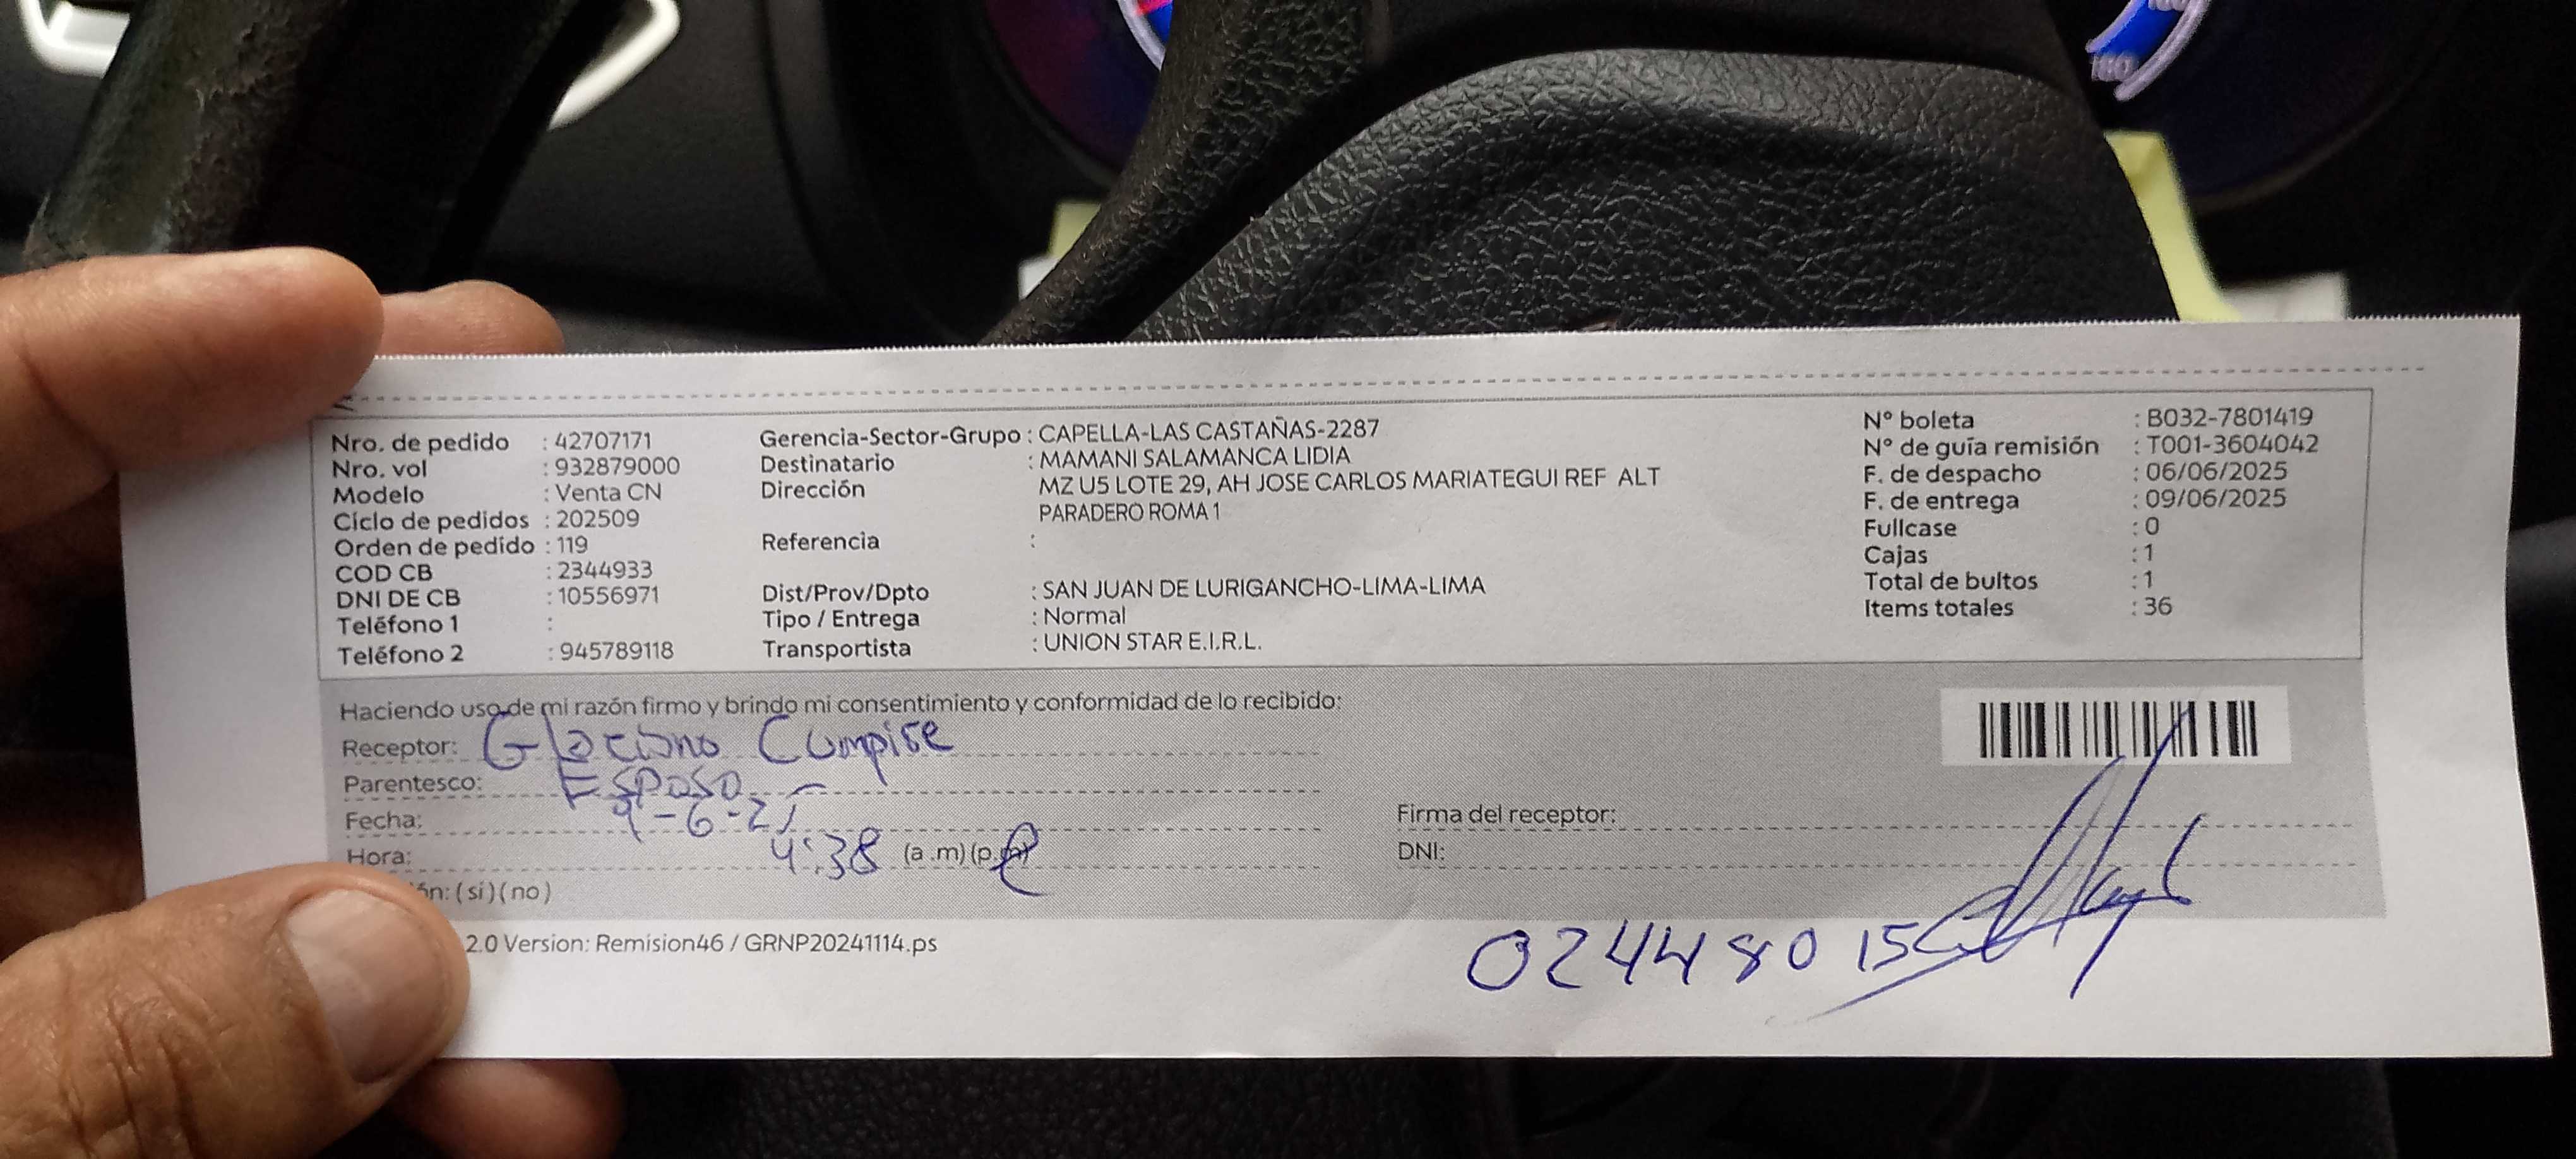 Nro. de pedido : 42707171
Nro. vol : 932879000
Modelo : Venta CN
Ciclo de pedidos : 202509
Orden de pedido : 119
COD CB : 2344933
DNI DE CB : 10556971
Teléfono 1 :
Teléfono 2 : 945789118
Gerencia-Sector-Grupo : CAPELLA-LAS CASTAÑAS-2287
Destinatario : MAMANI SALAMANCA LIDIA
Dirección MZ U5 LOTE 29, AH JOSE CARLOS MARIATEGUI REF ALT
PARADERO ROMA 1
Referencia :
Dist/Prov/Dpto : SAN JUAN DE LURIGANCHO-LIMA-LIMA
Tipo / Entrega : Normal
Transportista : UNION STAR E.I.R.L.
N° boleta : B032-7801419
N° de guía remisión : T001-3604042
F. de despacho : 06/06/2025
F. de entrega : 09/06/2025
Fullcase : 0
Cajas : 1
Total de bultos : 1
Items totales : 36
Haciendo uso de mi razón firmo y brindo mi consentimiento y conformidad de lo recibido:
Receptor:
Parentesco: Esposo
Fecha: 9-6-25
Hora: 4:38 (a .m) (p.m)
(si) (no)
Firma del receptor:
DNI:
2.0 Version: Remision46 / GRNP20241114.ps